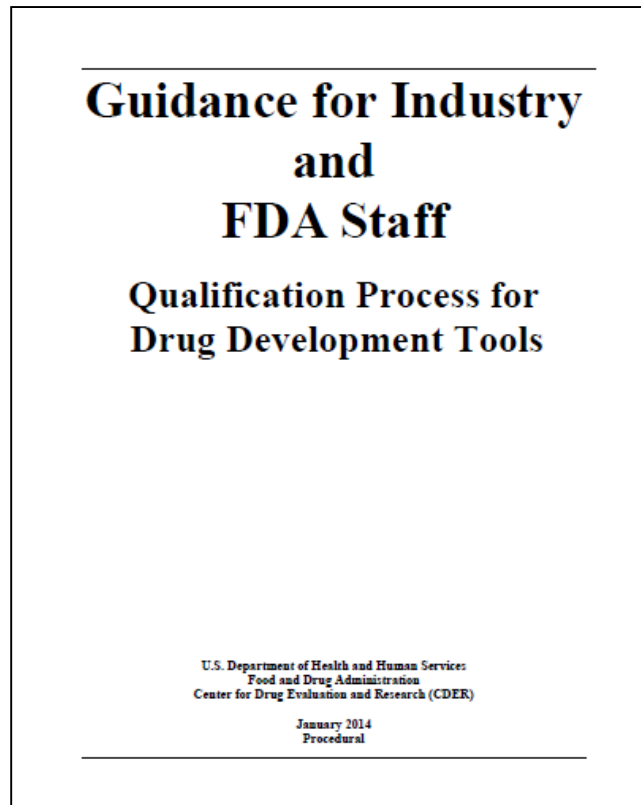 Guidance for Industry
and
FDA Staff
Qualification Process for
Drug Development Tools
U.S. Department of Health and Human Services
Food and Drug Administration
Center for Drug Evaluation and Research (CDER)
January 2014
Procedural